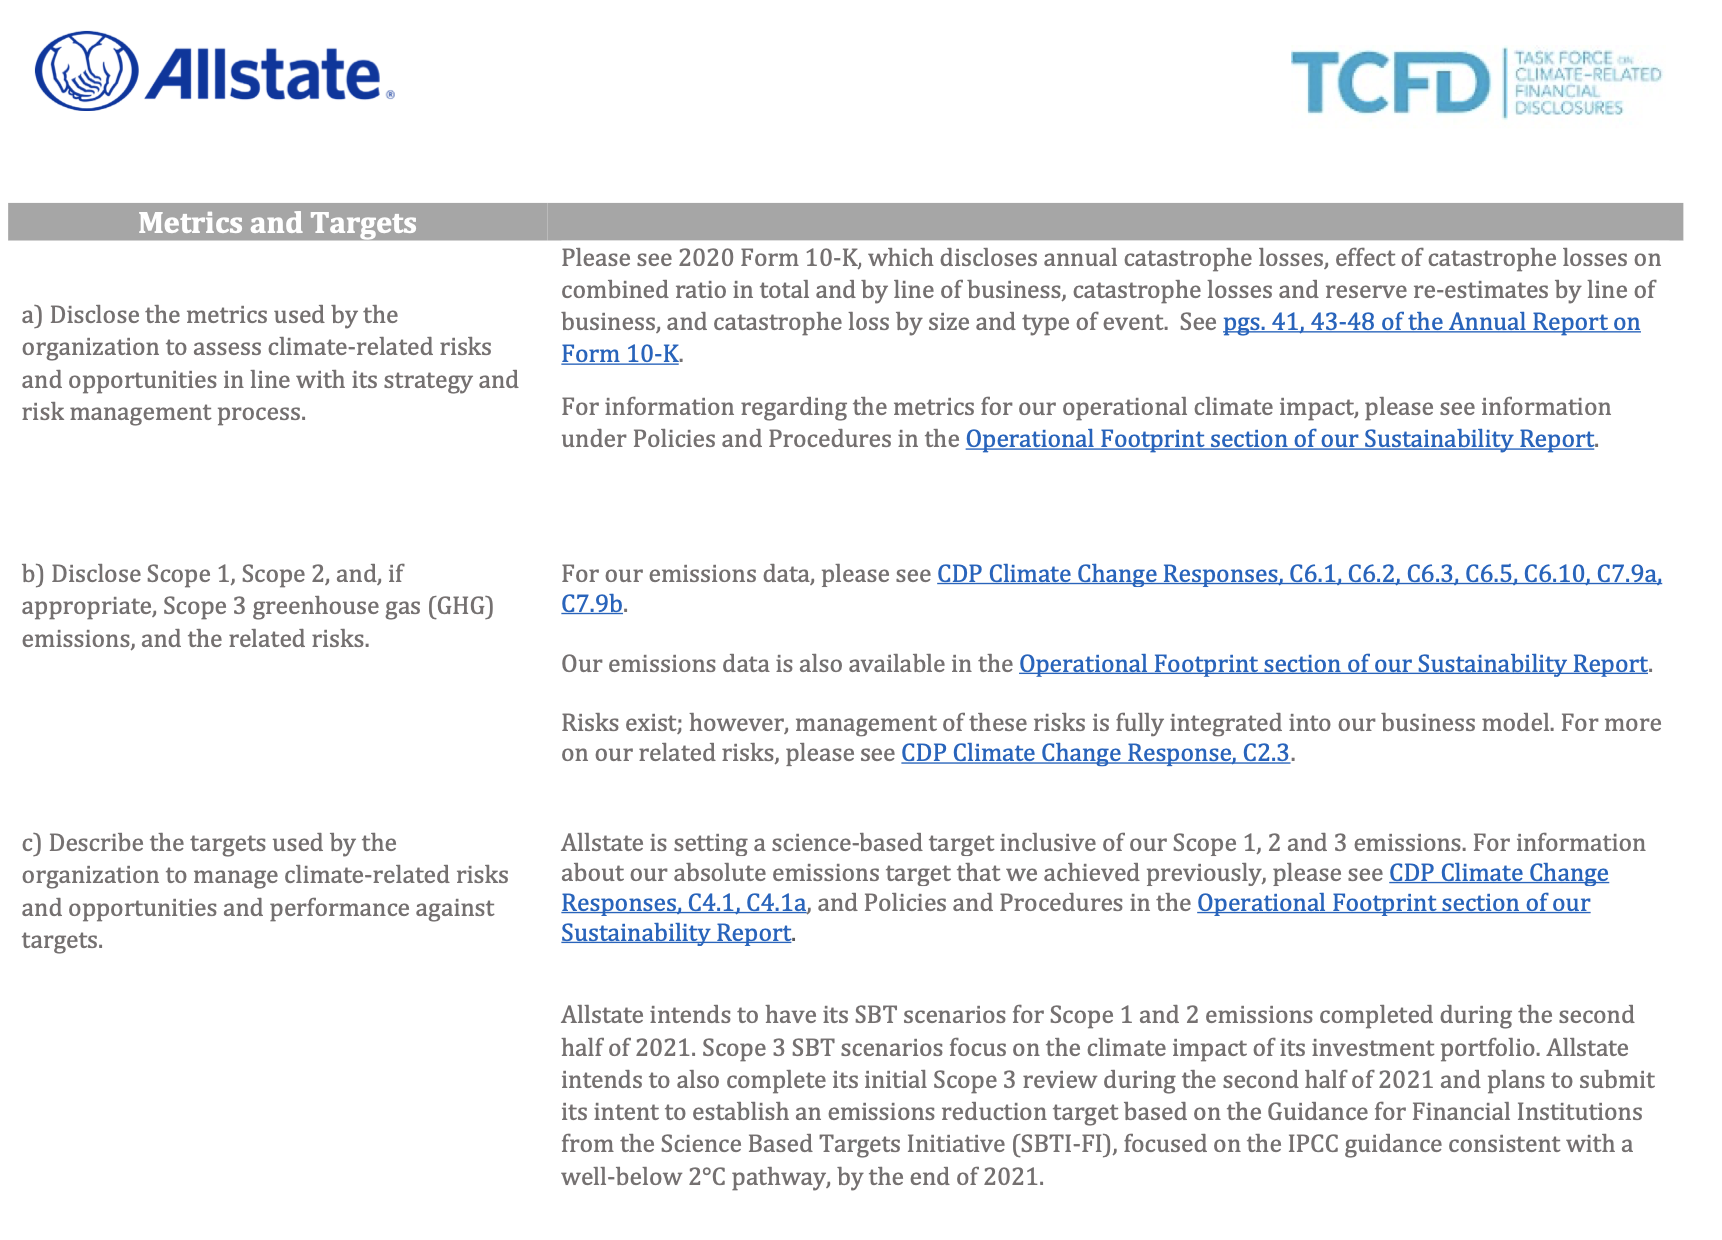 Allstate®
TCFD
TASK FORCE ON
CLIMATE-RELATED
FINANCIAL
DISCLOSURES
Metrics and Targets
a) Disclose the metrics used by the
organization to assess climate-related risks
and opportunities in line with its strategy and
risk management process.
Please see 2020 Form 10-K, which discloses annual catastrophe losses, effect of catastrophe losses on
combined ratio in total and by line of business, catastrophe losses and reserve re-estimates by line of
business, and catastrophe loss by size and type of event.  See pgs. 41, 43-48 of the Annual Report on
Form 10-K.
For information regarding the metrics for our operational climate impact, please see information
under Policies and Procedures in the Operational Footprint section of our Sustainability Report.
b) Disclose Scope 1, Scope 2, and, if
appropriate, Scope 3 greenhouse gas (GHG)
emissions, and the related risks.
For our emissions data, please see CDP Climate Change Responses, C6.1, C6.2, C6.3, C6.5, C6.10, C7.9a,
C7.9b.
Our emissions data is also available in the Operational Footprint section of our Sustainability Report.
Risks exist; however, management of these risks is fully integrated into our business model. For more
on our related risks, please see CDP Climate Change Response, C2.3.
c) Describe the targets used by the
organization to manage climate-related risks
and opportunities and performance against
targets.
Allstate is setting a science-based target inclusive of our Scope 1, 2 and 3 emissions. For information
about our absolute emissions target that we achieved previously, please see CDP Climate Change
Responses, C4.1, C4.1a, and Policies and Procedures in the Operational Footprint section of our
Sustainability Report.
Allstate intends to have its SBT scenarios for Scope 1 and 2 emissions completed during the second
half of 2021. Scope 3 SBT scenarios focus on the climate impact of its investment portfolio. Allstate
intends to also complete its initial Scope 3 review during the second half of 2021 and plans to submit
its intent to establish an emissions reduction target based on the Guidance for Financial Institutions
from the Science Based Targets Initiative (SBTI-FI), focused on the IPCC guidance consistent with a
well-below 2°C pathway, by the end of 2021.